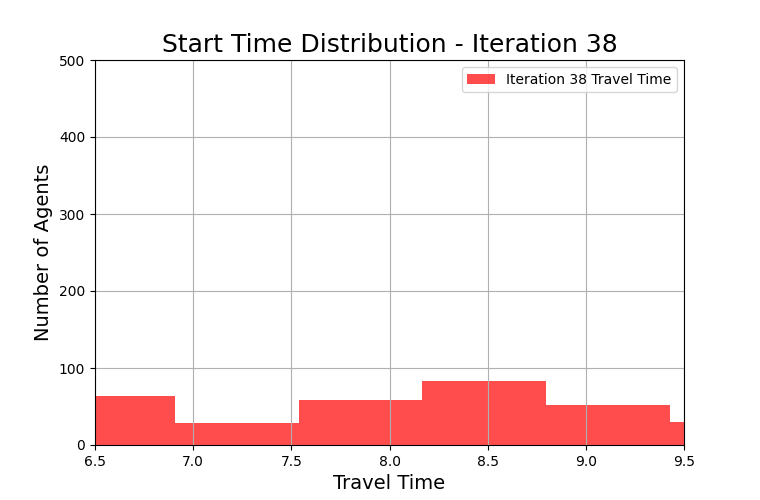 Start Time Distribution - Iteration 38
Iteration 38 Travel Time
Number of Agents
500
400
300
200
100
0
6.5 7.0 7.5 8.0 8.5 9.0 9.5
Travel Time